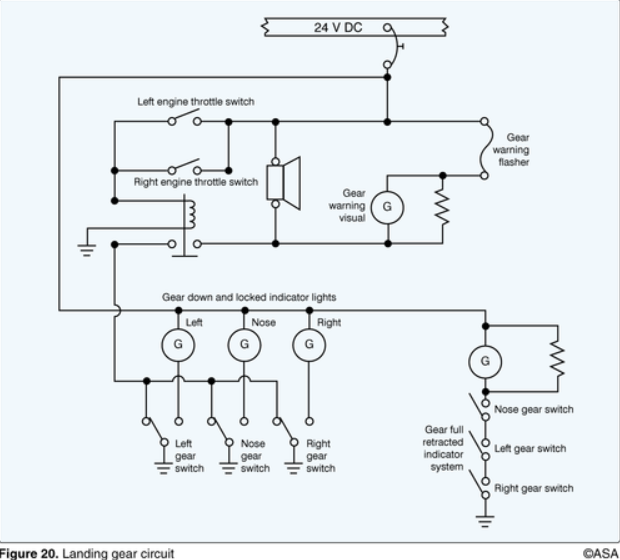 24 V DC
Left engine throttle switch
Right engine throttle switch
Gear
warning
flasher
Gear
warning
visual
G
Gear down and locked indicator lights
Left
Nose
Right
G
G
G
G
Left
gear
switch
Nose
gear
switch
Right
gear
switch
Gear full
retracted
indicator
system
Nose gear switch
Left gear switch
Right gear switch
Figure 20. Landing gear circuit
©ASA